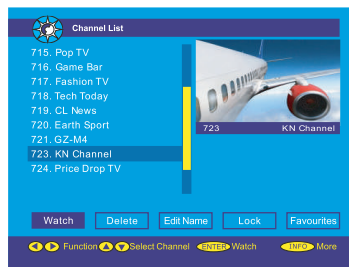 Channel List
715. Pop TV
716. Game Bar
717. Fashion TV
718. Tech Today
719. CL News
720. Earth Sport
721. GZ-M4
723. KN Channel
724. Price Drop TV
723 KN Channel
Watch Delete Edit Name Lock Favourites
Function Select Channel ENTER Watch INFO More